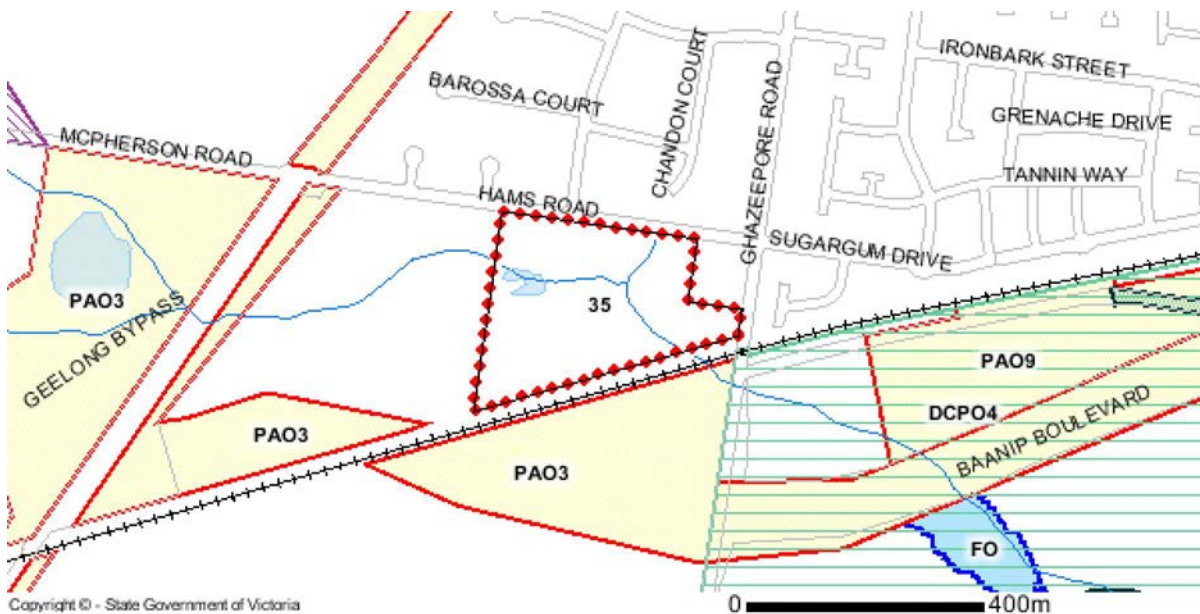 IRONBARK STREET
CHANDON COURT
BAROSSA COURT
GHAZEEPORE ROAD
GRENACHE DRIVE
MCPHERSON ROAD
TANNIN WAY
HAMS ROAD
SUGARGUM DRIVE
PAO3
35
GEELONG BYPASS
PAO9
DCPO4
PAO3
BAANIP BOULEVARD
PAO3
FO
Copyright © - State Government of Victoria
0 400m